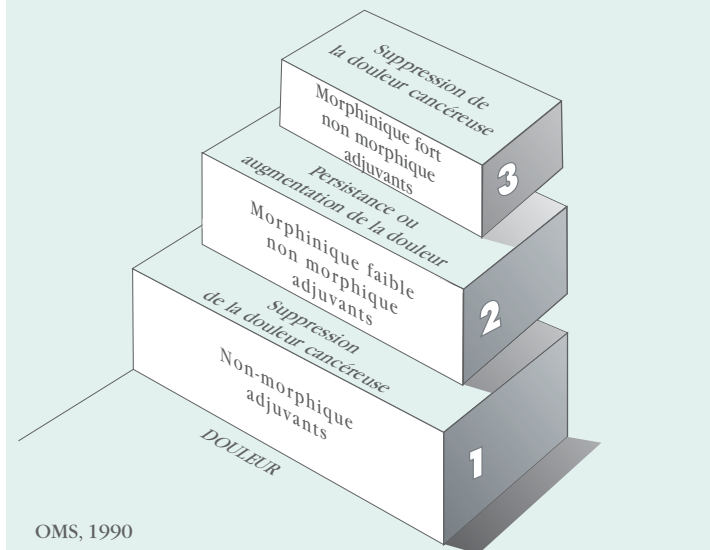 Suppression de
la douleur cancéreuse
Morphinique fort
non morphique
adjuvants
3
Persistance ou
augmentation de la douleur
Morphinique faible
non morphique
adjuvants
2
Suppression
de la douleur cancéreuse
Non-morphique
adjuvants
1
DOULEUR
OMS, 1990